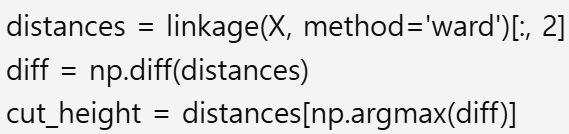 distances = linkage(X, method='ward')[:, 2]
diff = np.diff(distances)
cut_height = distances[np.argmax(diff)]